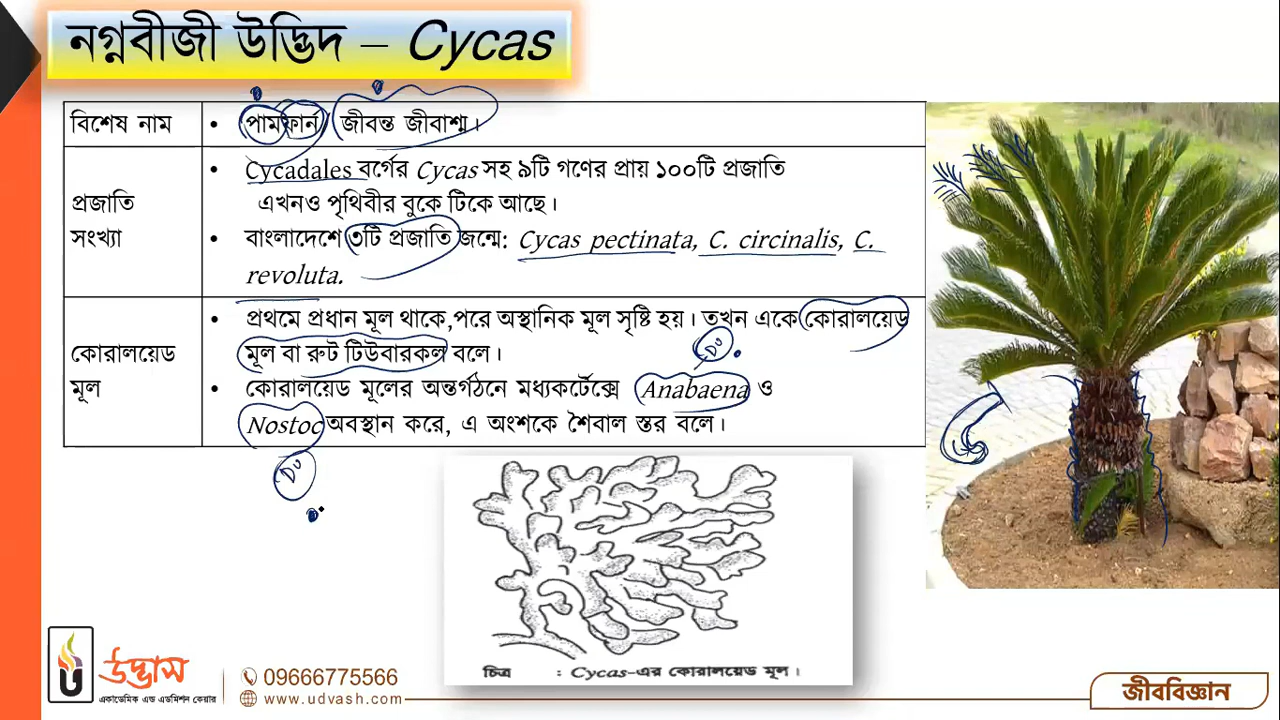 নগ্নবীজী উদ্ভিদ – Cycas
বিশেষ নাম
• পামফার্ন/ জীবন্ত জীবাশ্ম।
প্রজাতি
সংখ্যা
• Cycadales বর্গের Cycas সহ ৯টি গণের প্রায় ১০০টি প্রজাতি
এখনও পৃথিবীর বুকে টিকে আছে।
• বাংলাদেশে ৩টি প্রজাতি জন্মে: Cycas pectinata, C. circinalis, C.
revoluta.
কোরালয়েড
মূল
• প্রথমে প্রধান মূল থাকে,পরে অস্থানিক মূল সৃষ্টি হয়। তখন একে কোরালয়েড
মূল বা রুট টিউবারকল বলে।
• কোরালয়েড মূলের অন্তর্গঠনে মধ্যকর্টেক্সে Anabaena ও
Nostoc অবস্থান করে, এ অংশকে শৈবাল স্তর বলে।
চিত্র : Cycas-এর কোরালয়েড মূল।
উদ্ভাস
একাডেমিক এন্ড এডমিশন কেয়ার
09666775566
www.udvash.com
জীববিজ্ঞান